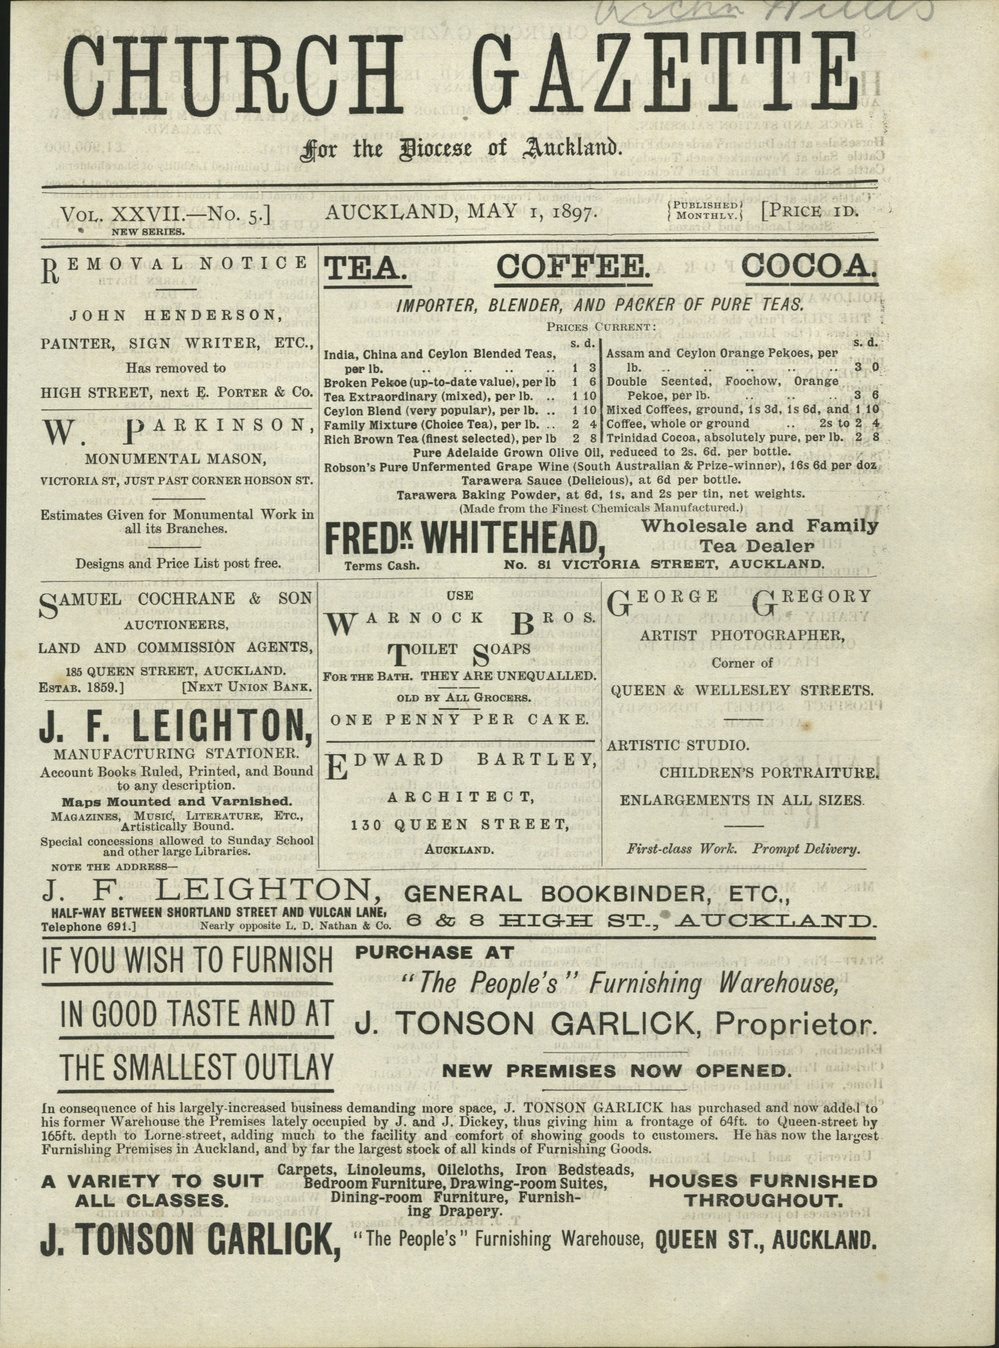 CHURCH GAZETTE
For the Diocese of Auckland.
VOL. XXVII.—No. 5.] AUCKLAND, MAY 1, 1897. {PUBLISHED MONTHLY.} [PRICE 1D.
NEW SERIES.
REMOVAL NOTICE
JOHN HENDERSON,
PAINTER, SIGN WRITER, ETC.,
Has removed to
HIGH STREET, next E. PORTER & Co.
W. PARKINSON,
MONUMENTAL MASON,
VICTORIA ST, JUST PAST CORNER HOBSON ST.
Estimates Given for Monumental Work in
all its Branches.
Designs and Price List post free.
TEA. COFFEE. COCOA.
IMPORTER, BLENDER, AND PACKER OF PURE TEAS.
PRICES CURRENT:
s. d.
India, China and Ceylon Blended Teas,
per lb. .. .. .. .. 1 3
Broken Pekoe (up-to-date value), per lb 1 6
Tea Extraordinary (mixed), per lb. .. 1 10
Ceylon Blend (very popular), per lb. .. 1 10
Family Mixture (Choice Tea), per lb. .. 2 4
Rich Brown Tea (finest selected), per lb 2 8
s. d.
Assam and Ceylon Orange Pekoes, per
lb. .. .. .. .. .. 3 0
Double Scented, Foochow, Orange
Pekoe, per lb. .. .. .. 3 6
Mixed Coffees, ground, 1s 3d, 1s 6d, and 1 10
Coffee, whole or ground .. 2s to 2 4
Trinidad Cocoa, absolutely pure, per lb. 2 8
Pure Adelaide Grown Olive Oil, reduced to 2s. 6d. per bottle.
Robson's Pure Unfermented Grape Wine (South Australian & Prize-winner), 16s 6d per doz
Tarawera Sauce (Delicious), at 6d per bottle.
Tarawera Baking Powder, at 6d, 1s, and 2s per tin, net weights.
(Made from the Finest Chemicals Manufactured.)
FREDK. WHITEHEAD, Wholesale and Family
Tea Dealer
Terms Cash. No. 81 VICTORIA STREET, AUCKLAND.
SAMUEL COCHRANE & SON
AUCTIONEERS,
LAND AND COMMISSION AGENTS,
185 QUEEN STREET, AUCKLAND.
ESTAB. 1859.] [NEXT UNION BANK.
J. F. LEIGHTON,
MANUFACTURING STATIONER.
Account Books Ruled, Printed, and Bound
to any description.
Maps Mounted and Varnished.
MAGAZINES, MUSIC, LITERATURE, ETC.,
Artistically Bound.
Special concessions allowed to Sunday School
and other large Libraries.
NOTE THE ADDRESS—
USE
WARNOCK BROS.
TOILET SOAPS
FOR THE BATH. THEY ARE UNEQUALLED.
OLD BY ALL GROCERS.
ONE PENNY PER CAKE.
EDWARD BARTLEY,
ARCHITECT,
130 QUEEN STREET,
AUCKLAND.
GEORGE GREGORY
ARTIST PHOTOGRAPHER,
Corner of
QUEEN & WELLESLEY STREETS.
ARTISTIC STUDIO.
CHILDREN'S PORTRAITURE.
ENLARGEMENTS IN ALL SIZES.
First-class Work. Prompt Delivery.
J. F. LEIGHTON, GENERAL BOOKBINDER, ETC.,
HALF-WAY BETWEEN SHORTLAND STREET AND VULCAN LANE,
6 & 8 HIGH ST., AUCKLAND.
Telephone 691.] Nearly opposite L. D. Nathan & Co.
IF YOU WISH TO FURNISH
IN GOOD TASTE AND AT
THE SMALLEST OUTLAY
PURCHASE AT
"The People's" Furnishing Warehouse,
J. TONSON GARLICK, Proprietor.
NEW PREMISES NOW OPENED.
In consequence of his largely-increased business demanding more space, J. TONSON GARLICK has purchased and now added to
his former Warehouse the Premises lately occupied by J. and J. Dickey, thus giving him a frontage of 64ft. to Queen-street by
165ft. depth to Lorne-street, adding much to the facility and comfort of showing goods to customers. He has now the largest
Furnishing Premises in Auckland, and by far the largest stock of all kinds of Furnishing Goods.
A VARIETY TO SUIT
ALL CLASSES.
Carpets, Linoleums, Oilcloths, Iron Bedsteads,
Bedroom Furniture, Drawing-room Suites,
Dining-room Furniture, Furnish-
ing Drapery.
HOUSES FURNISHED
THROUGHOUT.
J. TONSON GARLICK, "The People's" Furnishing Warehouse, QUEEN ST., AUCKLAND.